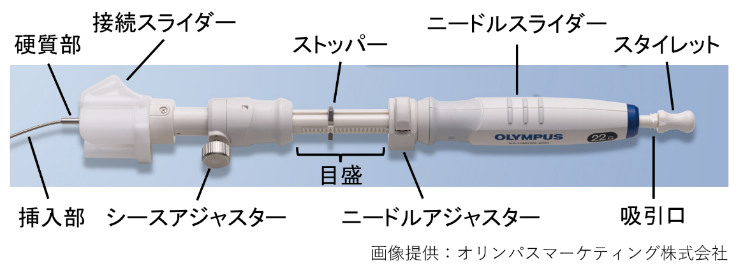 接続スライダー
硬質部
ストッパー
ニードルスライダー
スタイレット
OLYMPUS
22G
目盛
挿入部
シースアジャスター
ニードルアジャスター
吸引口
画像提供：オリンパスマーケティング株式会社